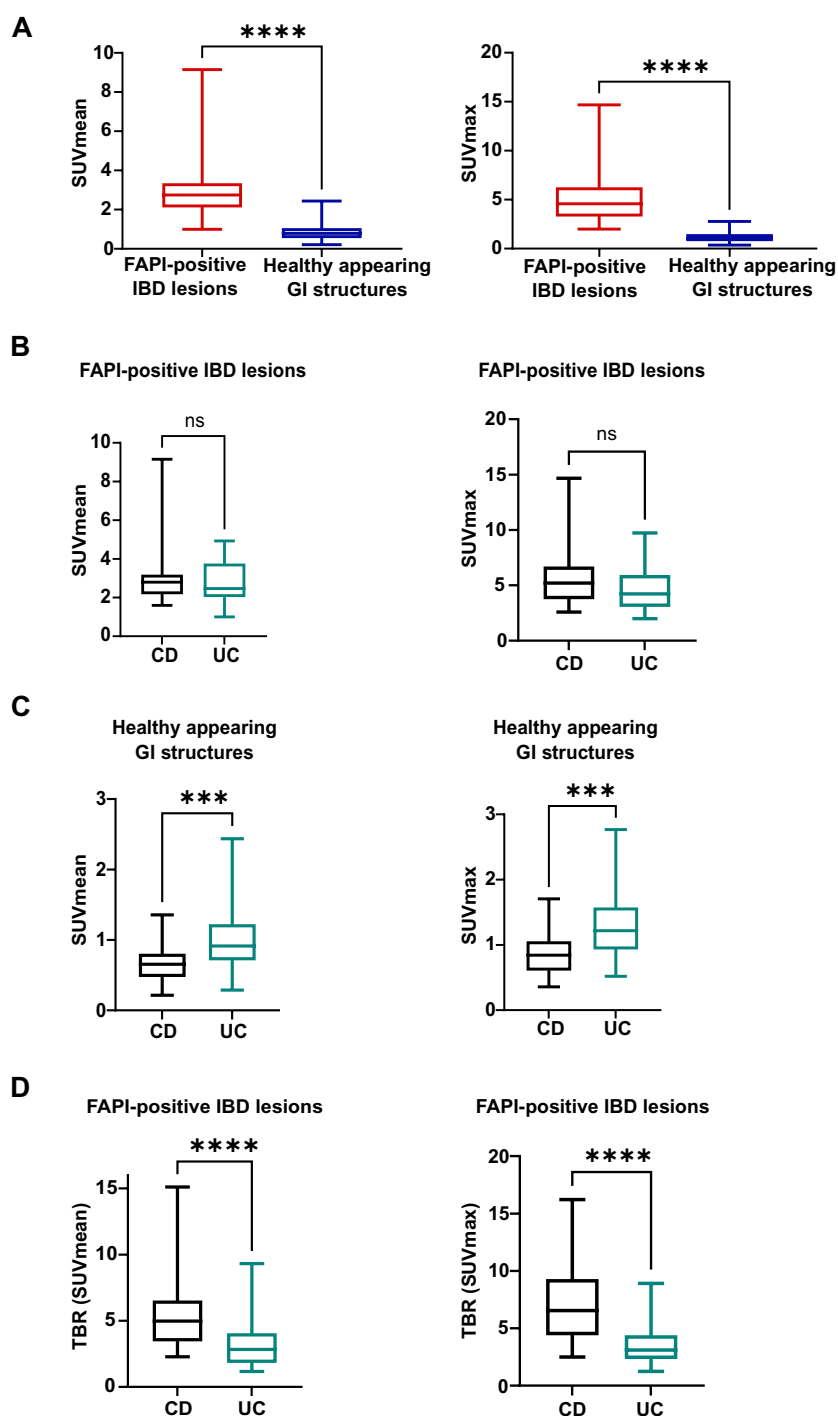 A
****
10
8
6
4
2
0
SUVmean
FAPI-positive
IBD lesions
Healthy appearing
GI structures
****
20
15
10
5
0
SUVmax
FAPI-positive
IBD lesions
Healthy appearing
GI structures
B
FAPI-positive IBD lesions
ns
10
8
6
4
2
0
SUVmean
CD
UC
FAPI-positive IBD lesions
ns
20
15
10
5
0
SUVmax
CD
UC
C
Healthy appearing
GI structures
***
3
2
1
0
SUVmean
CD
UC
Healthy appearing
GI structures
***
3
2
1
0
SUVmax
CD
UC
D
FAPI-positive IBD lesions
****
15
10
5
0
TBR (SUVmean)
CD
UC
FAPI-positive IBD lesions
****
20
15
10
5
0
TBR (SUVmax)
CD
UC